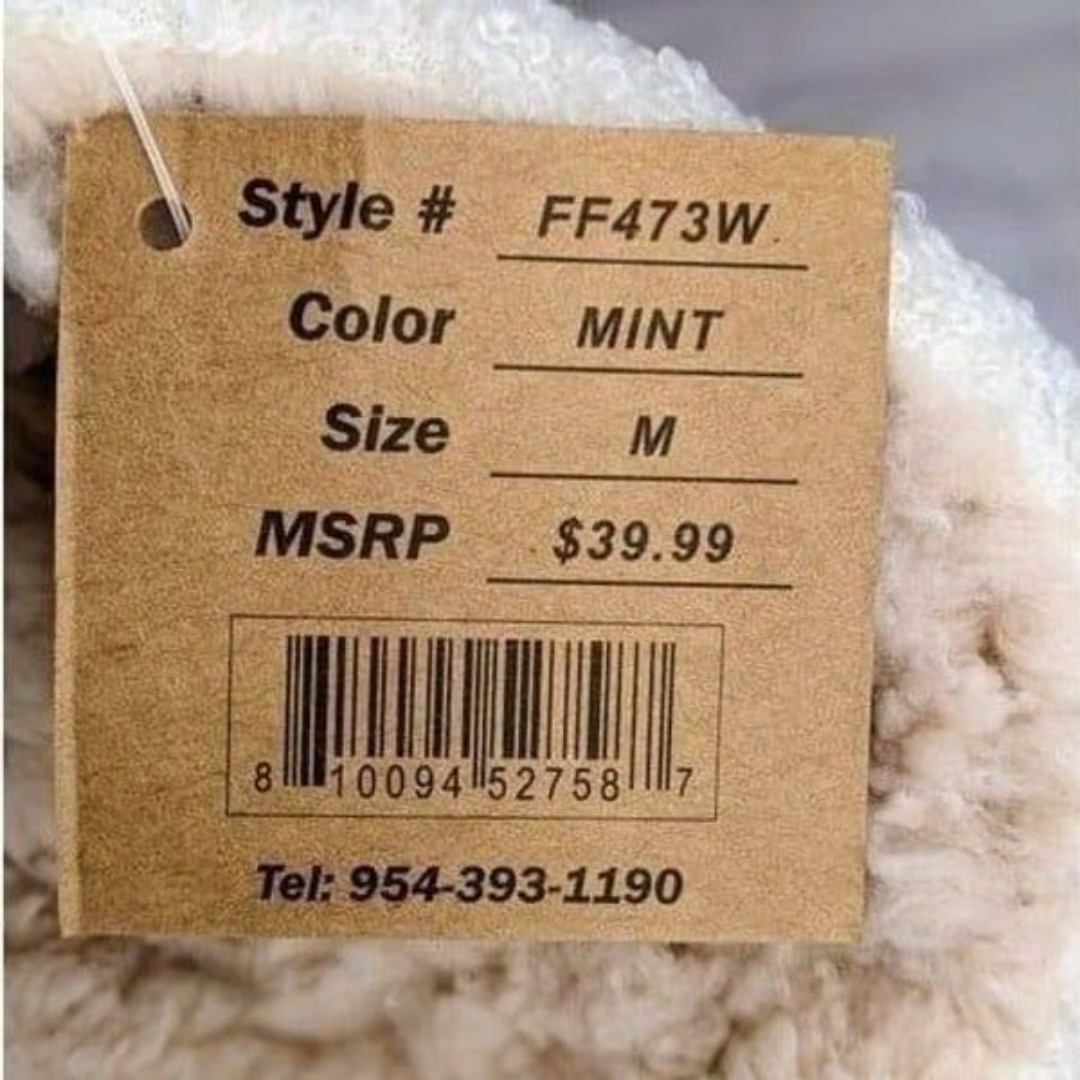 Style # FF473W
Color MINT
Size M
MSRP $39.99
8 10094 52758 7
Tel: 954-393-1190